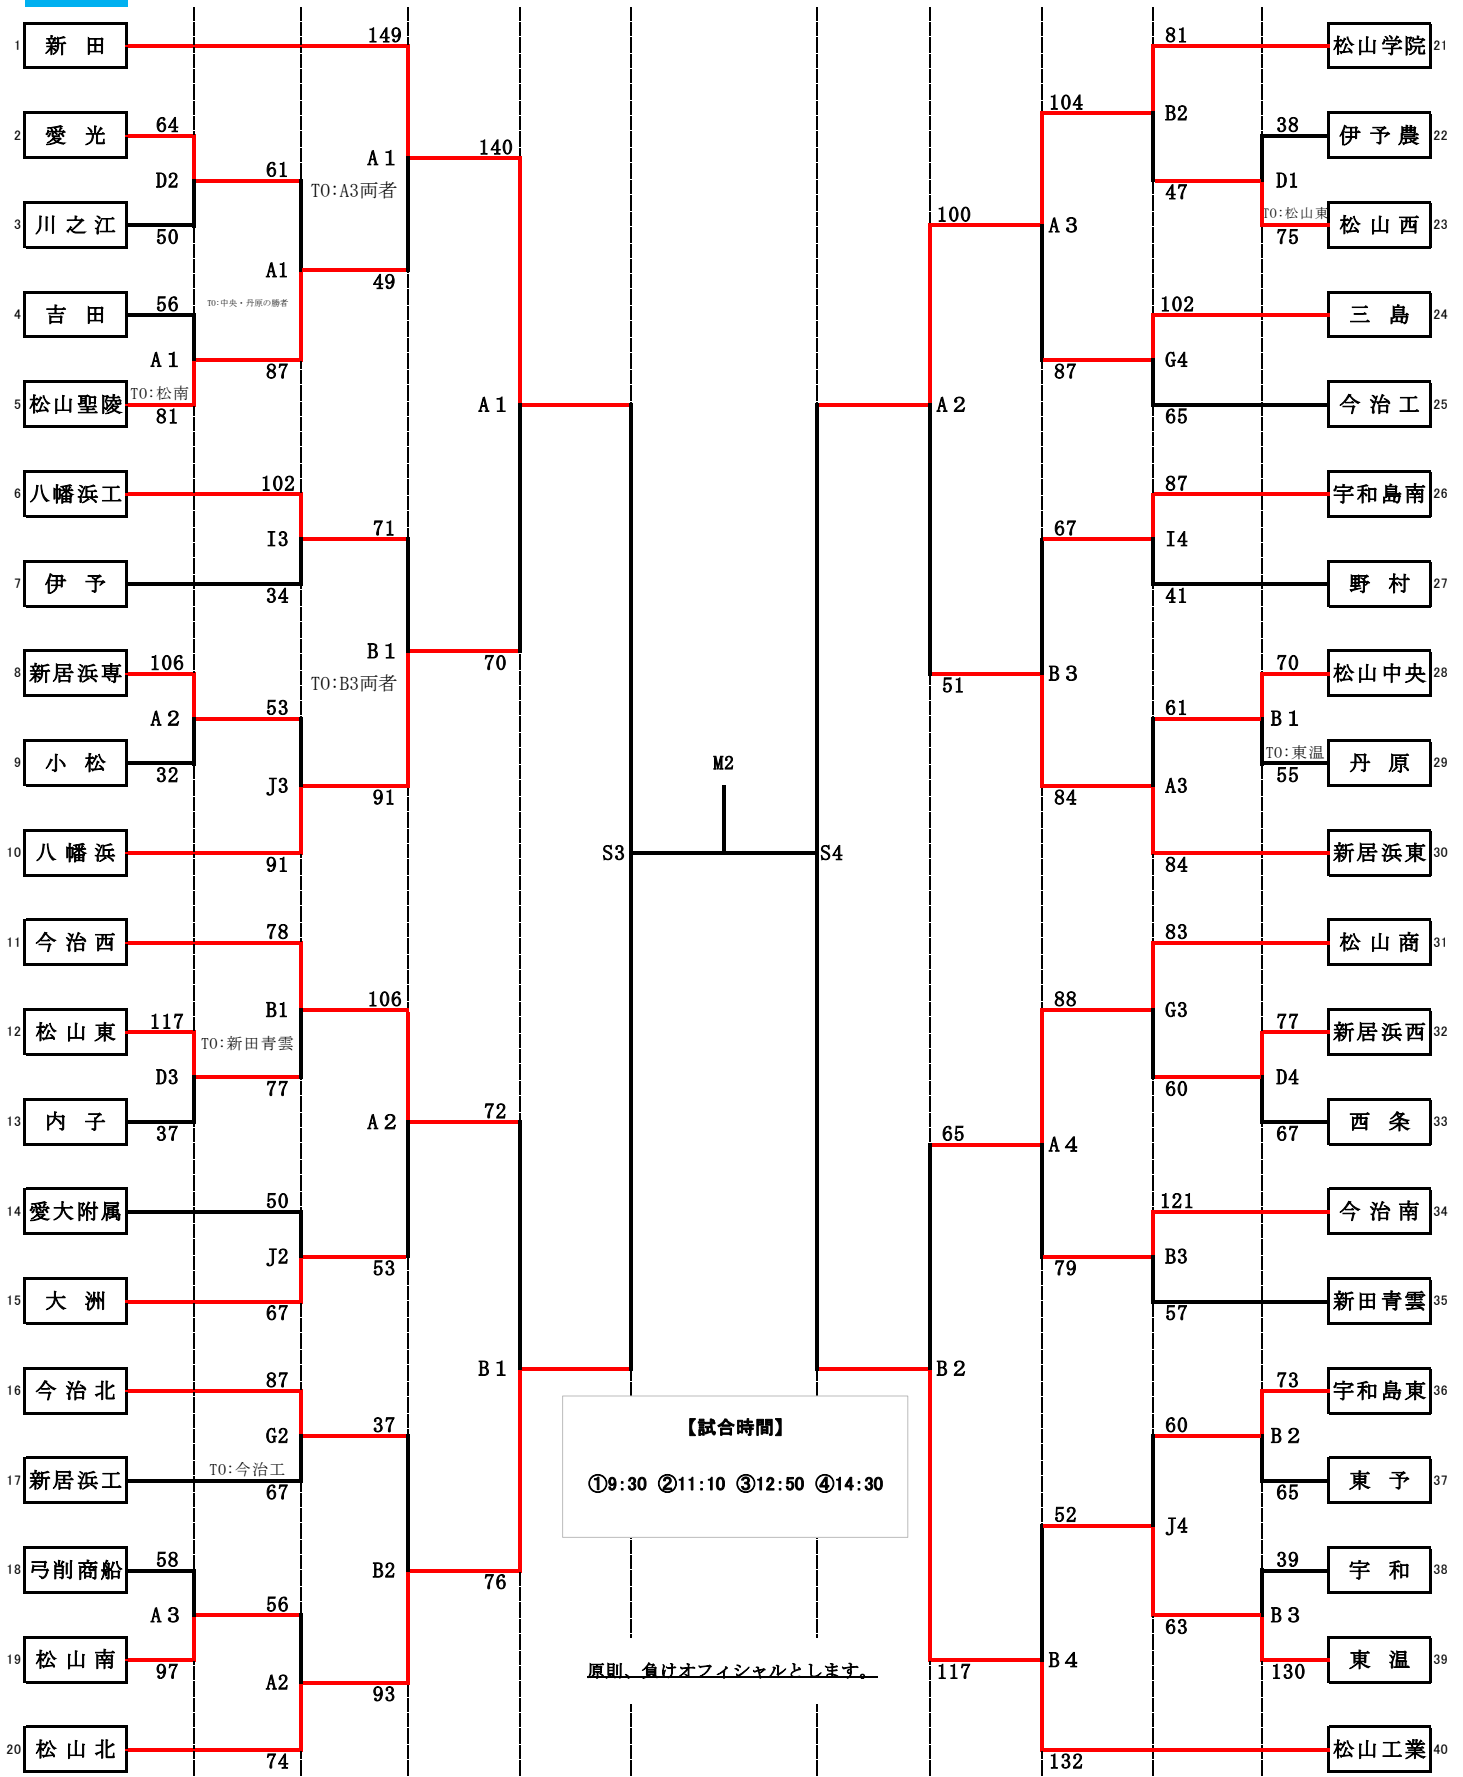 149
81
1 新田
松山学院 21
104
64
B2
38
2 愛光
伊予農 22
A1
140
D2
61
D1
TO:A3両者
47
TO:松山東
100
3 川之江
A3
松山西 23
50
75
A1
49
TO:中央・丹原の勝者
56
102
4 吉田
三島 24
A1
G4
87
87
TO:松南
5 松山聖陵
A1
A2
今治工 25
81
65
102
87
6 八幡浜工
宇和島南 26
71
67
I3
I4
7 伊予
野村 27
34
41
B1
106
70
70
8 新居浜専
B3
松山中央 28
TO:B3両者
51
53
61
A2
B1
TO:東温
9 小松
M2
丹原 29
32
55
J3
A3
91
84
10 八幡浜
S3
S4
新居浜東 30
91
84
78
83
11 今治西
松山商 31
106
88
B1
G3
117
77
12 松山東
新居浜西 32
TO:新田青雲
D3
D4
77
60
72
13 内子
A2
西条 33
37
65
67
A4
50
121
14 愛大附属
今治南 34
J2
B3
53
79
15 大洲
新田青雲 35
67
57
B1
B2
87
73
16 今治北
宇和島東 36
37
【試合時間】
60
G2
B2
TO:今治工
17 新居浜工
①9:30 ②11:10 ③12:50 ④14:30
東予 37
67
65
52
J4
58
39
18 弓削商船
B2
宇和 38
76
56
A3
B3
63
19 松山南
原則、負けオフィシャルとします。
B4
東温 39
97
117
130
A2
93
20 松山北
松山工業 40
74
132